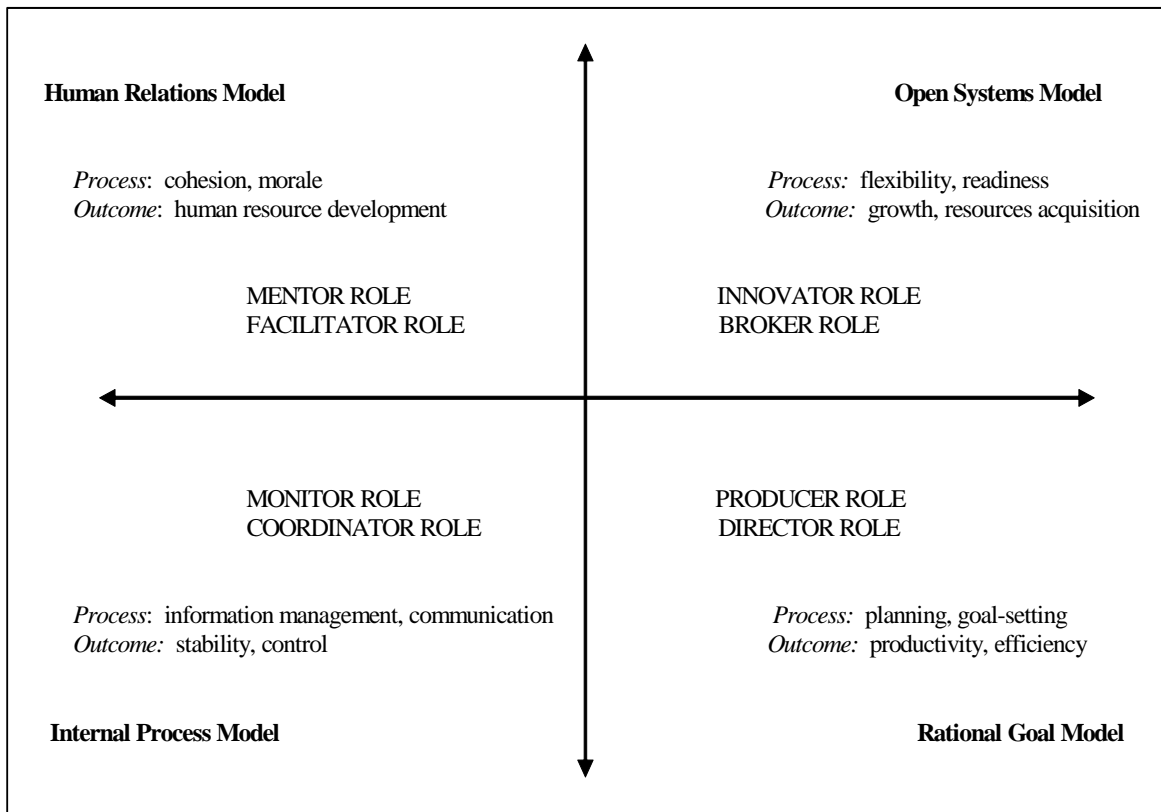 Human Relations Model
Process: cohesion, morale
Outcome: human resource development
MENTOR ROLE
FACILITATOR ROLE
Open Systems Model
Process: flexibility, readiness
Outcome: growth, resources acquisition
INNOVATOR ROLE
BROKER ROLE
MONITOR ROLE
COORDINATOR ROLE
Process: information management, communication
Outcome: stability, control
Internal Process Model
PRODUCER ROLE
DIRECTOR ROLE
Process: planning, goal-setting
Outcome: productivity, efficiency
Rational Goal Model